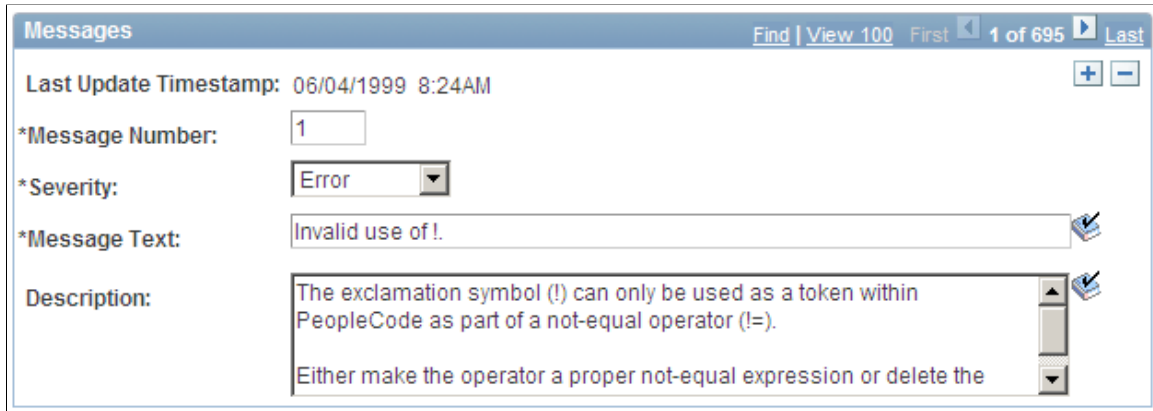 Messages Find | View 100 First 1 of 695 Last
Last Update Timestamp: 06/04/1999 8:24AM
*Message Number: 1
*Severity: Error
*Message Text: Invalid use of !.
Description: The exclamation symbol (!) can only be used as a token within
PeopleCode as part of a not-equal operator (!=).
Either make the operator a proper not-equal expression or delete the